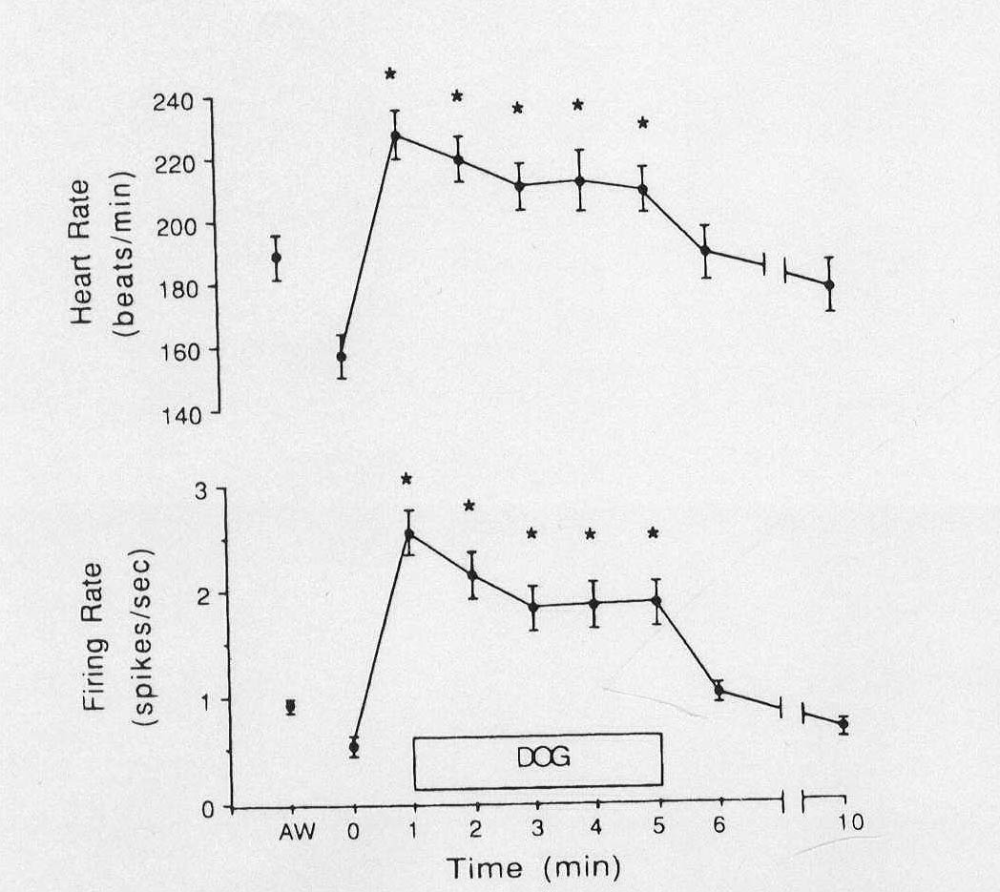 240
220
200
180
160
140
Heart Rate
(beats/min)
* * * * *
3
2
1
0
Firing Rate
(spikes/sec)
* * * * *
DOG
AW 0 1 2 3 4 5 6 10
Time (min)